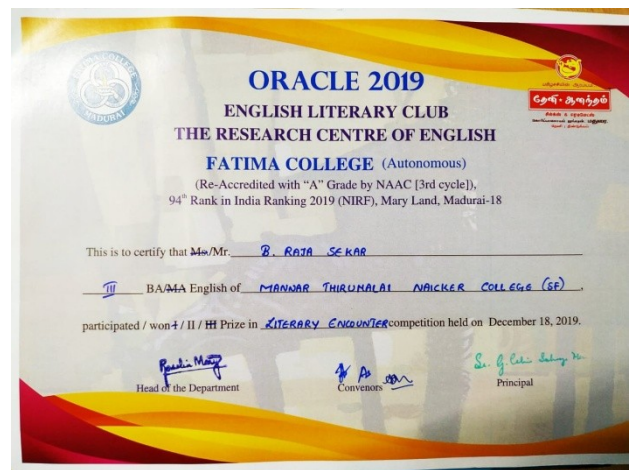 FATIMA COLLEGE
MADURAI
ORACLE 2019
ENGLISH LITERARY CLUB
THE RESEARCH CENTRE OF ENGLISH
FATIMA COLLEGE (Autonomous)
(Re-Accredited with “A” Grade by NAAC [3rd cycle]),
94th Rank in India Ranking 2019 (NIRF), Mary Land, Madurai-18
தேவி-ஆனந்தம்
This is to certify that Ms/Mr. B. RAJA SEKAR
III BA/MA English of MANNAR THIRUMALAI NAICKER COLLEGE (SF),
participated / won I / II / III Prize in LITERARY ENCOUNTER competition held on December 18, 2019.
Rosalin Mary
Head of the Department
Convenors
Principal